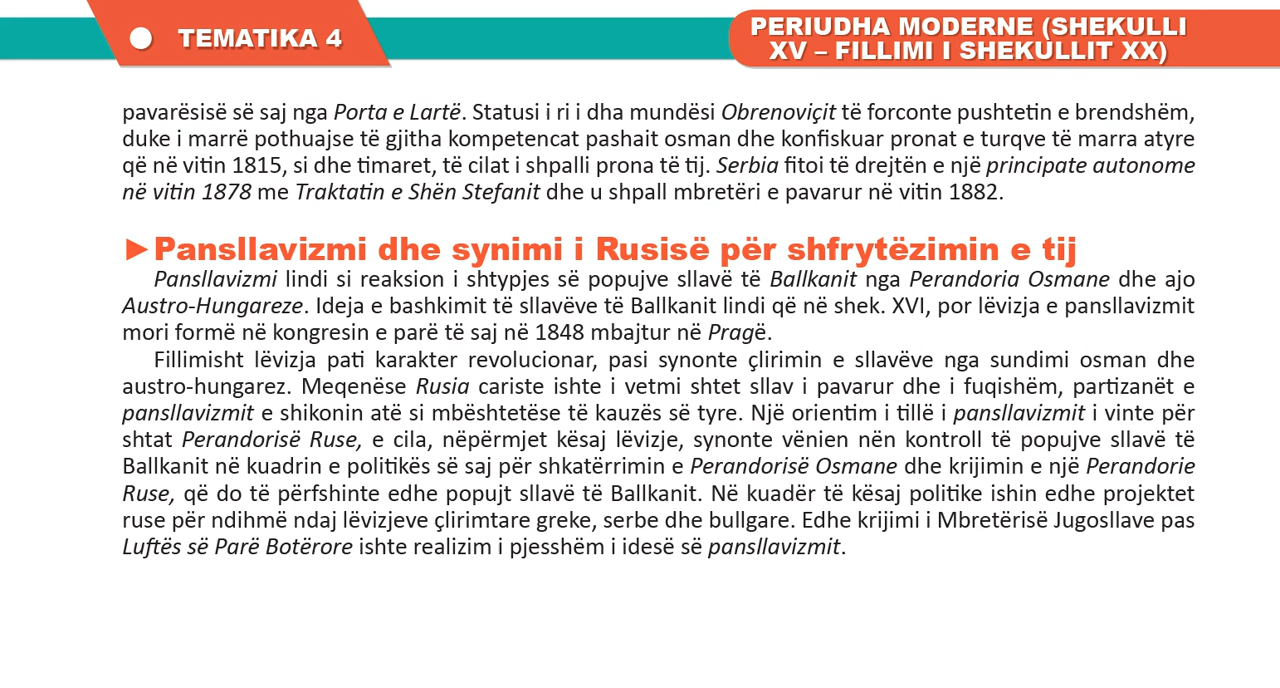 TEMATIKA 4
PERIUDHA MODERNE (SHEKULLI
XV – FILLIMI I SHEKULLIT XX)
pavarësisë së saj nga Porta e Lartë. Statusi i ri i dha mundësi Obrenoviçit të forconte pushtetin e brendshëm,
duke i marrë pothuajse të gjitha kompetencat pashait osman dhe konfiskuar pronat e turqve të marra atyre
që në vitin 1815, si dhe timaret, të cilat i shpalli prona të tij. Serbia fitoi të drejtën e një principate autonome
në vitin 1878 me Traktatin e Shën Stefanit dhe u shpall mbretëri e pavarur në vitin 1882.
►Pansllavizmi dhe synimi i Rusisë për shfrytëzimin e tij
Pansllavizmi lindi si reaksion i shtypjes së popujve sllavë të Ballkanit nga Perandoria Osmane dhe ajo
Austro-Hungareze. Ideja e bashkimit të sllavëve të Ballkanit lindi që në shek. XVI, por lëvizja e pansllavizmit
mori formë në kongresin e parë të saj në 1848 mbajtur në Pragë.
Fillimisht lëvizja pati karakter revolucionar, pasi synonte çlirimin e sllavëve nga sundimi osman dhe
austro-hungarez. Meqenëse Rusia cariste ishte i vetmi shtet sllav i pavarur dhe i fuqishëm, partizanët e
pansllavizmit e shikonin atë si mbështetëse të kauzës së tyre. Një orientim i tillë i pansllavizmit i vinte për
shtat Perandorisë Ruse, e cila, nëpërmjet kësaj lëvizje, synonte vënien nën kontroll të popujve sllavë të
Ballkanit në kuadrin e politikës së saj për shkatërrimin e Perandorisë Osmane dhe krijimin e një Perandorie
Ruse, që do të përfshinte edhe popujt sllavë të Ballkanit. Në kuadër të kësaj politike ishin edhe projektet
ruse për ndihmë ndaj lëvizjeve çlirimtare greke, serbe dhe bullgare. Edhe krijimi i Mbretërisë Jugosllave pas
Luftës së Parë Botërore ishte realizim i pjesshëm i idesë së pansllavizmit.